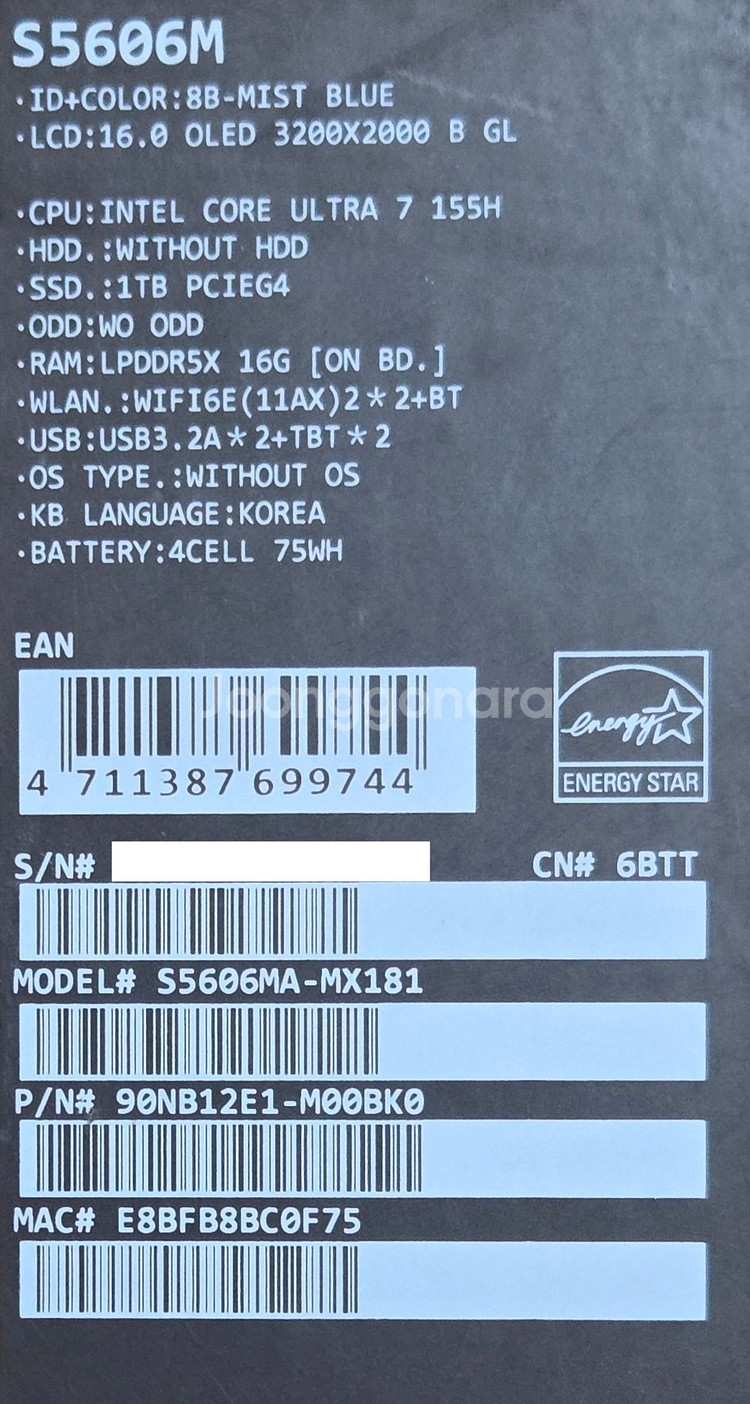 S5606M
·ID+COLOR:8B-MIST BLUE
·LCD:16.0 OLED 3200X2000 B GL
·CPU:INTEL CORE ULTRA 7 155H
·HDD.:WITHOUT HDD
·SSD.:1TB PCIEG4
·ODD:WO ODD
·RAM:LPDDR5X 16G [ON BD.]
·WLAN.:WIFI6E(11AX)2*2+BT
·USB:USB3.2A*2+TBT*2
·OS TYPE.:WITHOUT OS
·KB LANGUAGE:KOREA
·BATTERY:4CELL 75WH
EAN
Joonggonara
energy
4 711387 699744
ENERGY STAR
S/N# CN# 6BTT
MODEL# S5606MA-MX181
P/N# 90NB12E1-M00BK0
MAC# E8BFB8BC0F75